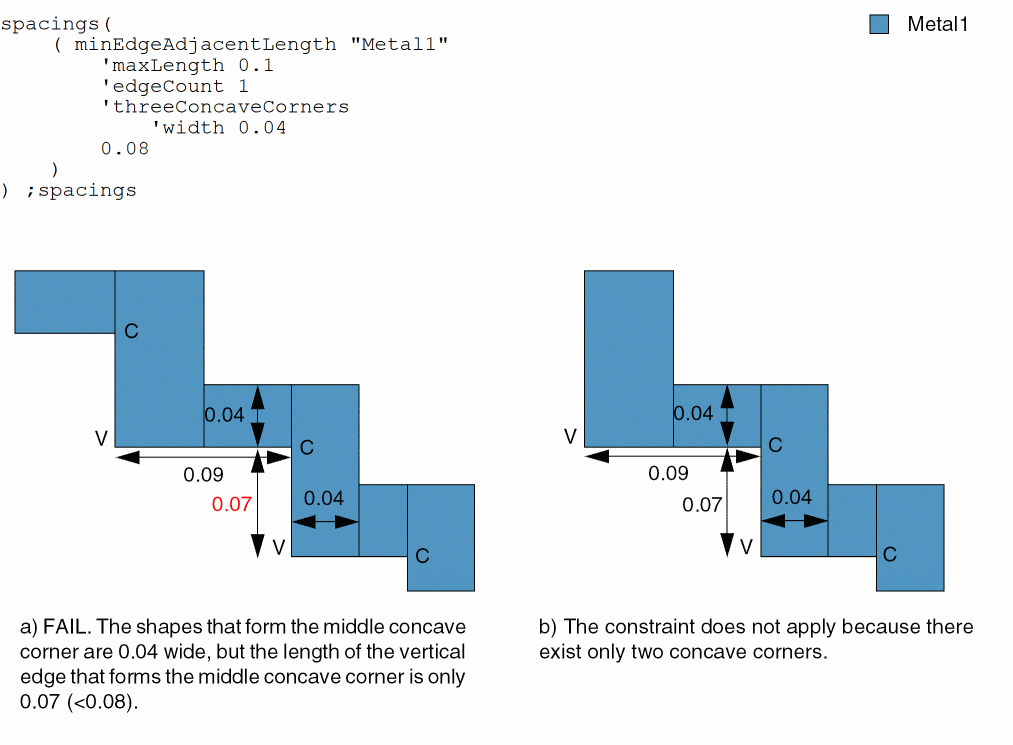 spacings(
( minEdgeAdjacentLength "Metal1"
'maxLength 0.1
'edgeCount 1
'threeConcaveCorners
'width 0.04
0.08
)
) ;spacings
Metal1
C
0.04
V
C
0.09
0.07
0.04
V
C
0.04
V
C
0.09
0.07
0.04
V
C
a) FAIL. The shapes that form the middle concave
corner are 0.04 wide, but the length of the vertical
edge that forms the middle concave corner is only
0.07 (<0.08).
b) The constraint does not apply because there
exist only two concave corners.